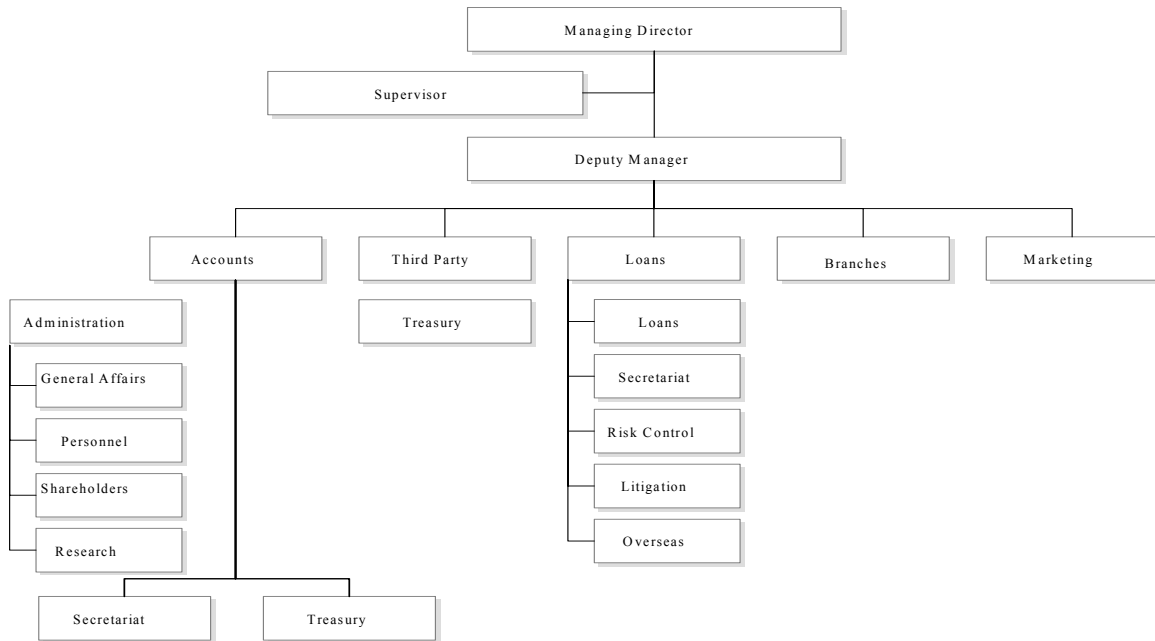 Managing Director
Supervisor
Deputy Manager
Accounts
Third Party
Loans
Branches
Marketing
Administration
Treasury
Loans
General Affairs
Secretariat
Personnel
Risk Control
Shareholders
Litigation
Research
Overseas
Secretariat
Treasury